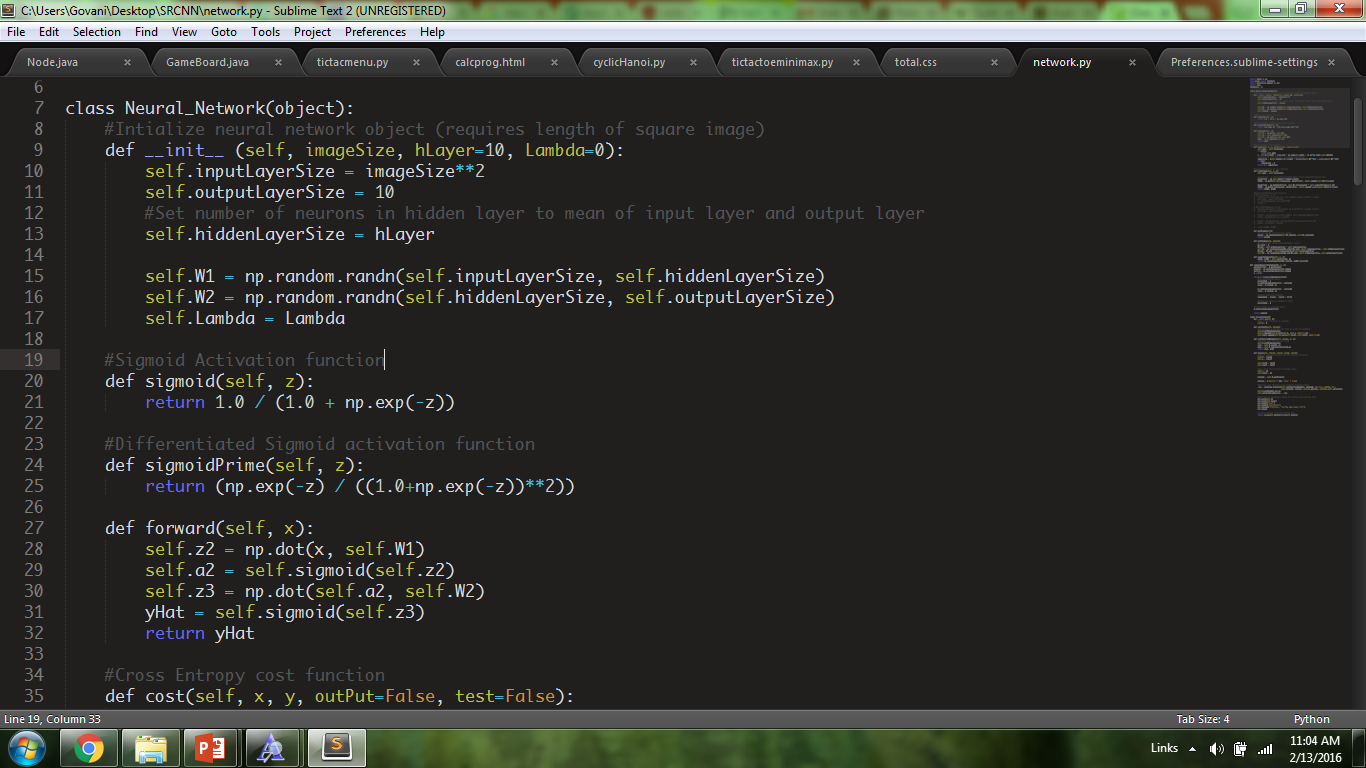 C:\Users\Govani\Desktop\SRCNN\network.py - Sublime Text 2 (UNREGISTERED)
File Edit Selection Find View Goto Tools Project Preferences Help
Node.java GameBoard.java tictacmenu.py calcprog.html cyclicHanoi.py tictactoeminimax.py total.css network.py Preferences.sublime-settings
6
7 class Neural_Network(object):
8 #Intialize neural network object (requires length of square image)
9 def __init__ (self, imageSize, hLayer=10, Lambda=0):
10 self.inputLayerSize = imageSize**2
11 self.outputLayerSize = 10
12 #Set number of neurons in hidden layer to mean of input layer and output layer
13 self.hiddenLayerSize = hLayer
14
15 self.W1 = np.random.randn(self.inputLayerSize, self.hiddenLayerSize)
16 self.W2 = np.random.randn(self.hiddenLayerSize, self.outputLayerSize)
17 self.Lambda = Lambda
18
19 #Sigmoid Activation function
20 def sigmoid(self, z):
21 return 1.0 / (1.0 + np.exp(-z))
22
23 #Differentiated Sigmoid activation function
24 def sigmoidPrime(self, z):
25 return (np.exp(-z) / ((1.0+np.exp(-z))**2))
26
27 def forward(self, x):
28 self.z2 = np.dot(x, self.W1)
29 self.a2 = self.sigmoid(self.z2)
30 self.z3 = np.dot(self.a2, self.W2)
31 yHat = self.sigmoid(self.z3)
32 return yHat
33
34 #Cross Entropy cost function
35 def cost(self, x, y, outPut=False, test=False):
Line 19, Column 33 Tab Size: 4 Python
Links 11:04 AM
2/13/2016